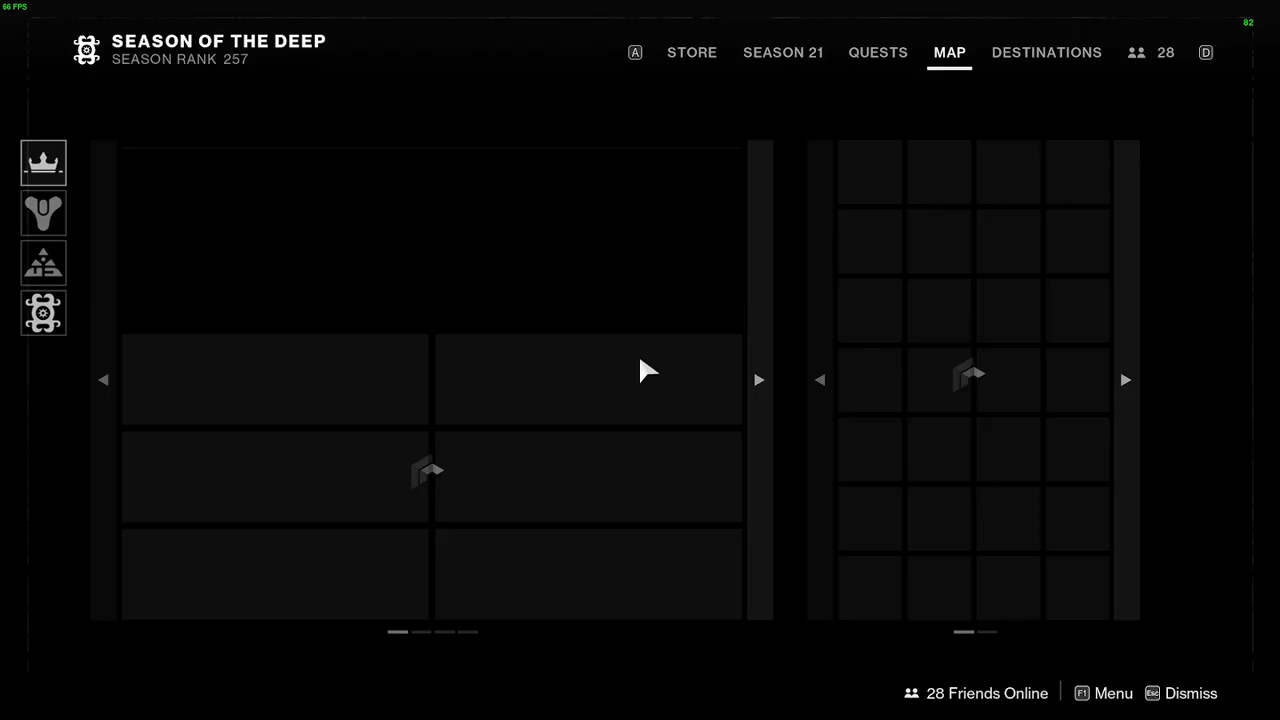 66 FPS
82
SEASON OF THE DEEP
SEASON RANK 257
A STORE SEASON 21 QUESTS MAP DESTINATIONS 28 D
28 Friends Online F1 Menu Esc Dismiss